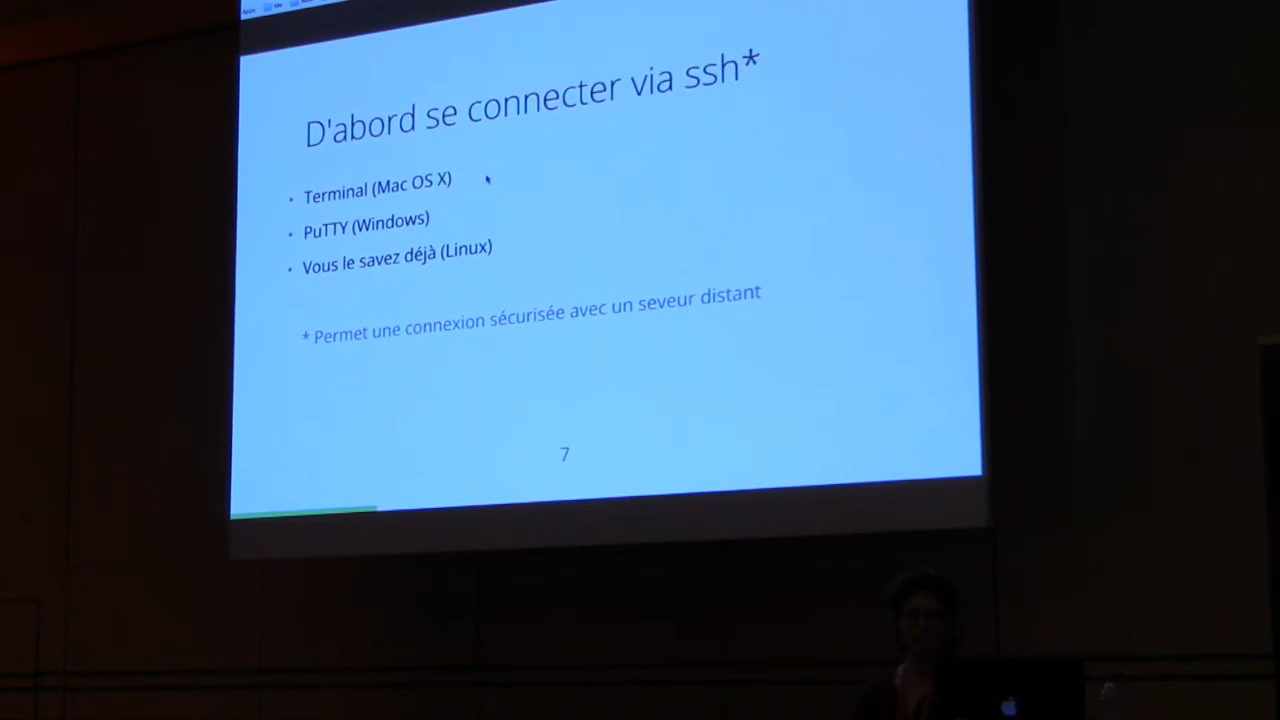 Apps
D'abord se connecter via ssh*
• Terminal (Mac OS X)
• PuTTY (Windows)
• Vous le savez déjà (Linux)
* Permet une connexion sécurisée avec un seveur distant
7